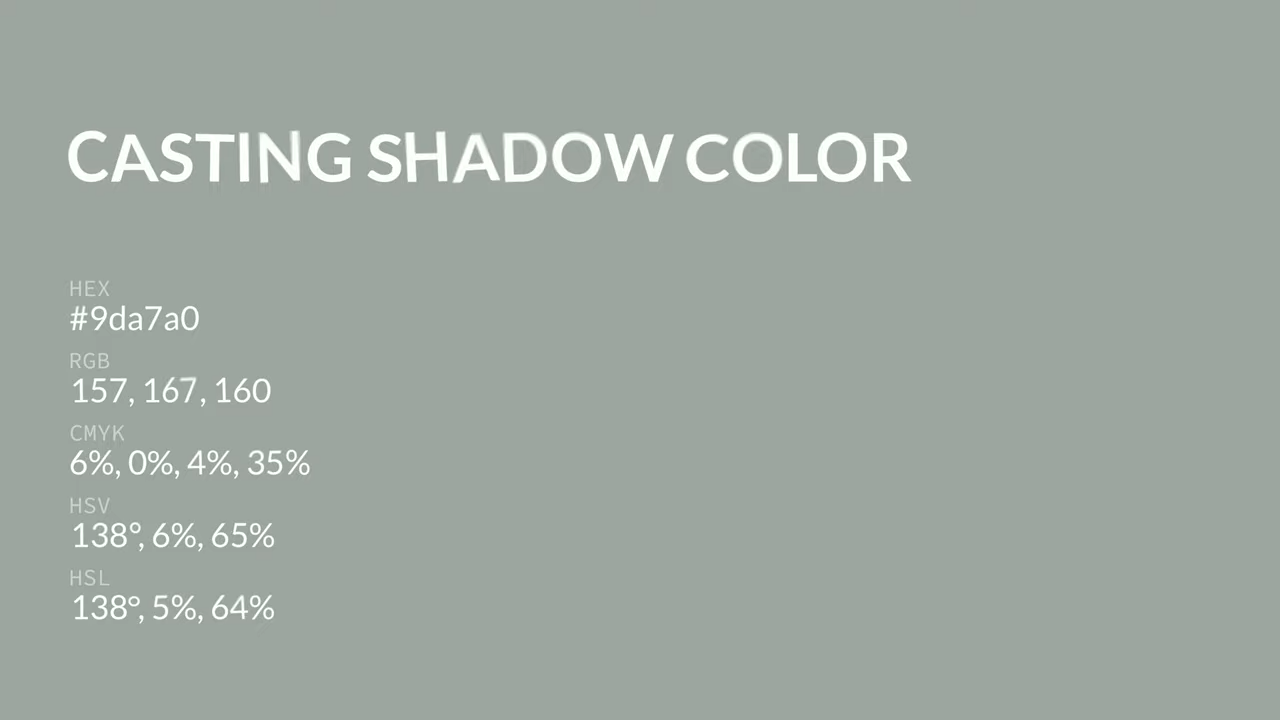 CASTING SHADOW COLOR
HEX
#9da7a0
RGB
157, 167, 160
CMYK
6%, 0%, 4%, 35%
HSV
138°, 6%, 65%
HSL
138°, 5%, 64%